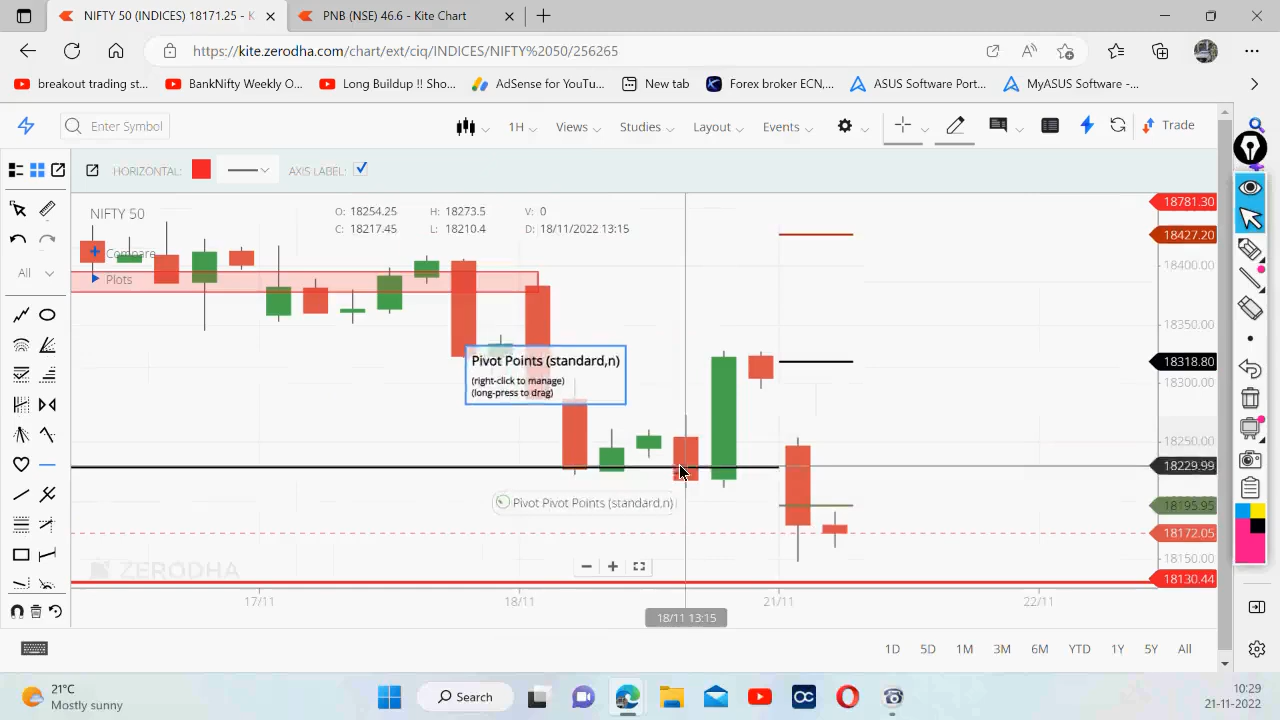 NIFTY 50 (INDICES) 18171.25 - K
PNB (NSE) 46.6 - Kite Chart
https://kite.zerodha.com/chart/ext/ciq/INDICES/NIFTY%2050/256265
breakout trading st...
BankNifty Weekly O...
Long Buildup !! Sho...
AdSense for YouTu...
New tab
Forex broker ECN,...
ASUS Software Port...
MyASUS Software -...
Enter Symbol
1H
Views
Studies
Layout
Events
Trade
HORIZONTAL:
AXIS LABEL:
NIFTY 50
O: 18254.25 H: 18273.5 V: 0
C: 18217.45 L: 18210.4 D: 18/11/2022 13:15
Compare
Plots
All
Pivot Points (standard,n)
(right-click to manage)
(long-press to drag)
Pivot Pivot Points (standard,n)
ZERODHA
18781.30
18427.20
18400.00
18350.00
18318.80
18300.00
18250.00
18229.99
18195.95
18172.05
18150.00
18130.44
17/11
18/11
21/11
22/11
18/11 13:15
1D 5D 1M 3M 6M YTD 1Y 5Y All
21°C
Mostly sunny
Search
10:29
21-11-2022